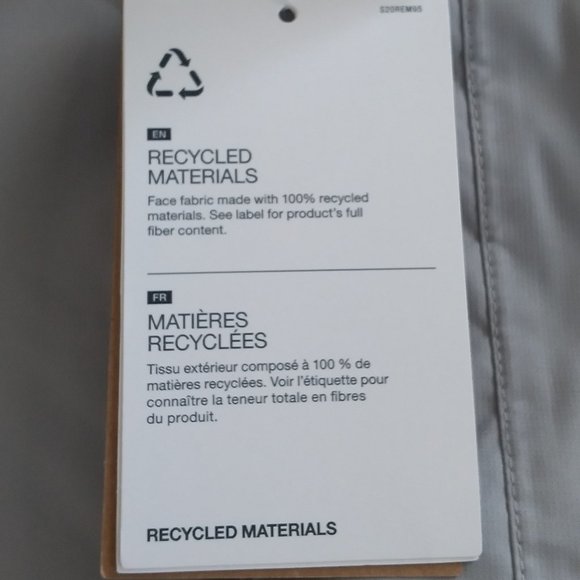 S20REM95
EN
RECYCLED
MATERIALS
Face fabric made with 100% recycled
materials. See label for product's full
fiber content.
FR
MATIÈRES
RECYCLÉES
Tissu extérieur composé à 100 % de
matières recyclées. Voir l'étiquette pour
connaître la teneur totale en fibres
du produit.
RECYCLED MATERIALS